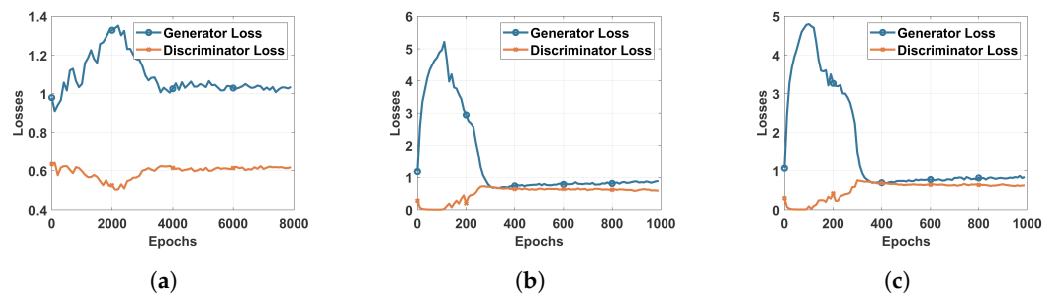 1.4
1.2
1
0.8
0.6
0.4
Losses
Generator Loss
Discriminator Loss
0 2000 4000 6000 8000
Epochs
(a)
6
5
4
3
2
1
0
Losses
Generator Loss
Discriminator Loss
0 200 400 600 800 1000
Epochs
(b)
5
4
3
2
1
0
Losses
Generator Loss
Discriminator Loss
0 200 400 600 800 1000
Epochs
(c)